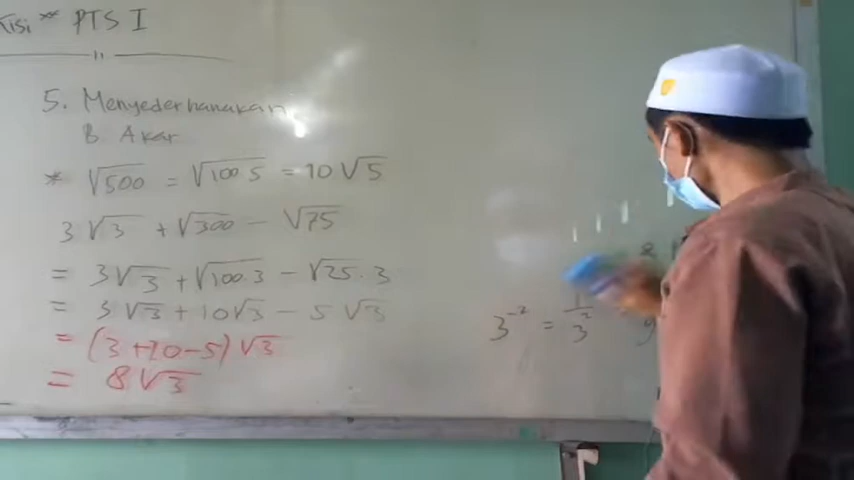 Kisi** PTS I
5. Menyederhanakan
B. Akar
* √500 = √100.5 = 10√5
3√3 + √300 - √75
= 3√3 + √100.3 - √25.3
= 3√3 + 10√3 - 5√3
= (3+10-5)√3
= 8√3
3⁻² = 1/3²